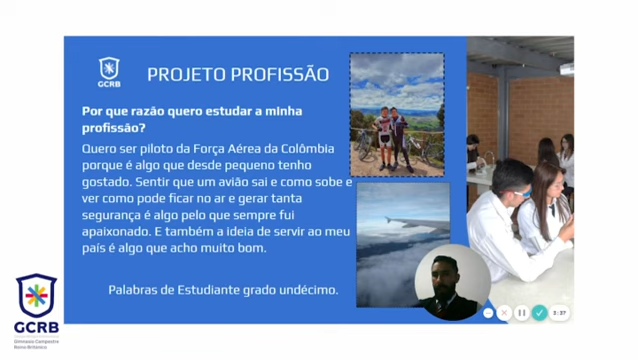 GCRB
PROJETO PROFISSÃO
Por que razão quero estudar a minha
profissão?
Quero ser piloto da Força Aérea da Colômbia
porque é algo que desde pequeno tenho
gostado. Sentir que um avião sai e como sobe e
ver como pode ficar no ar e gerar tanta
segurança é algo pelo que sempre fui
apaixonado. E também a ideia de servir ao meu
país é algo que acho muito bom.
Palabras de Estudiante grado undécimo.
GCRB
Gimnasio Campestre
Reino Británico